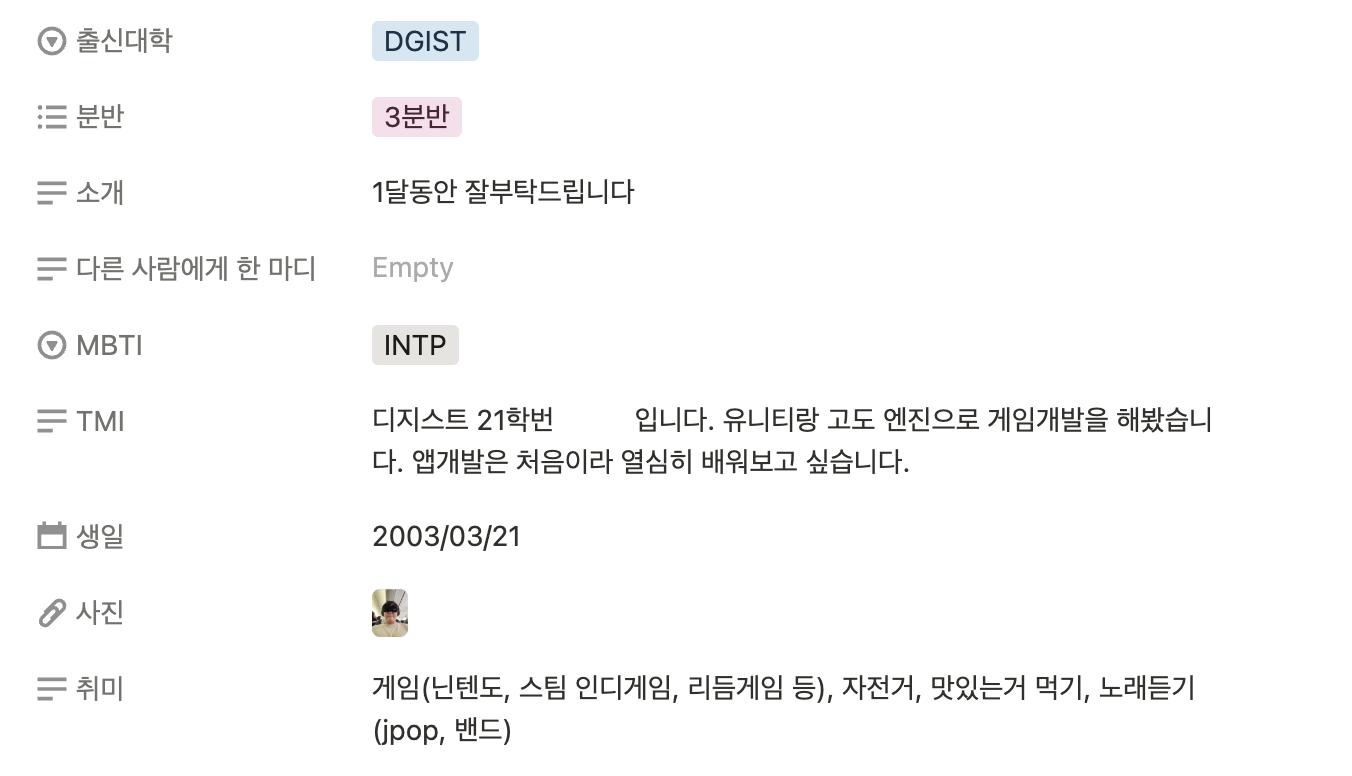 출신대학 DGIST
분반 3분반
소개 1달동안 잘부탁드립니다
다른 사람에게 한 마디 Empty
MBTI INTP
TMI 디지스트 21학번 입니다. 유니티랑 고도 엔진으로 게임개발을 해봤습니
다. 앱개발은 처음이라 열심히 배워보고 싶습니다.
생일 2003/03/21
사진
취미 게임(닌텐도, 스팀 인디게임, 리듬게임 등), 자전거, 맛있는거 먹기, 노래듣기
(jpop, 밴드)